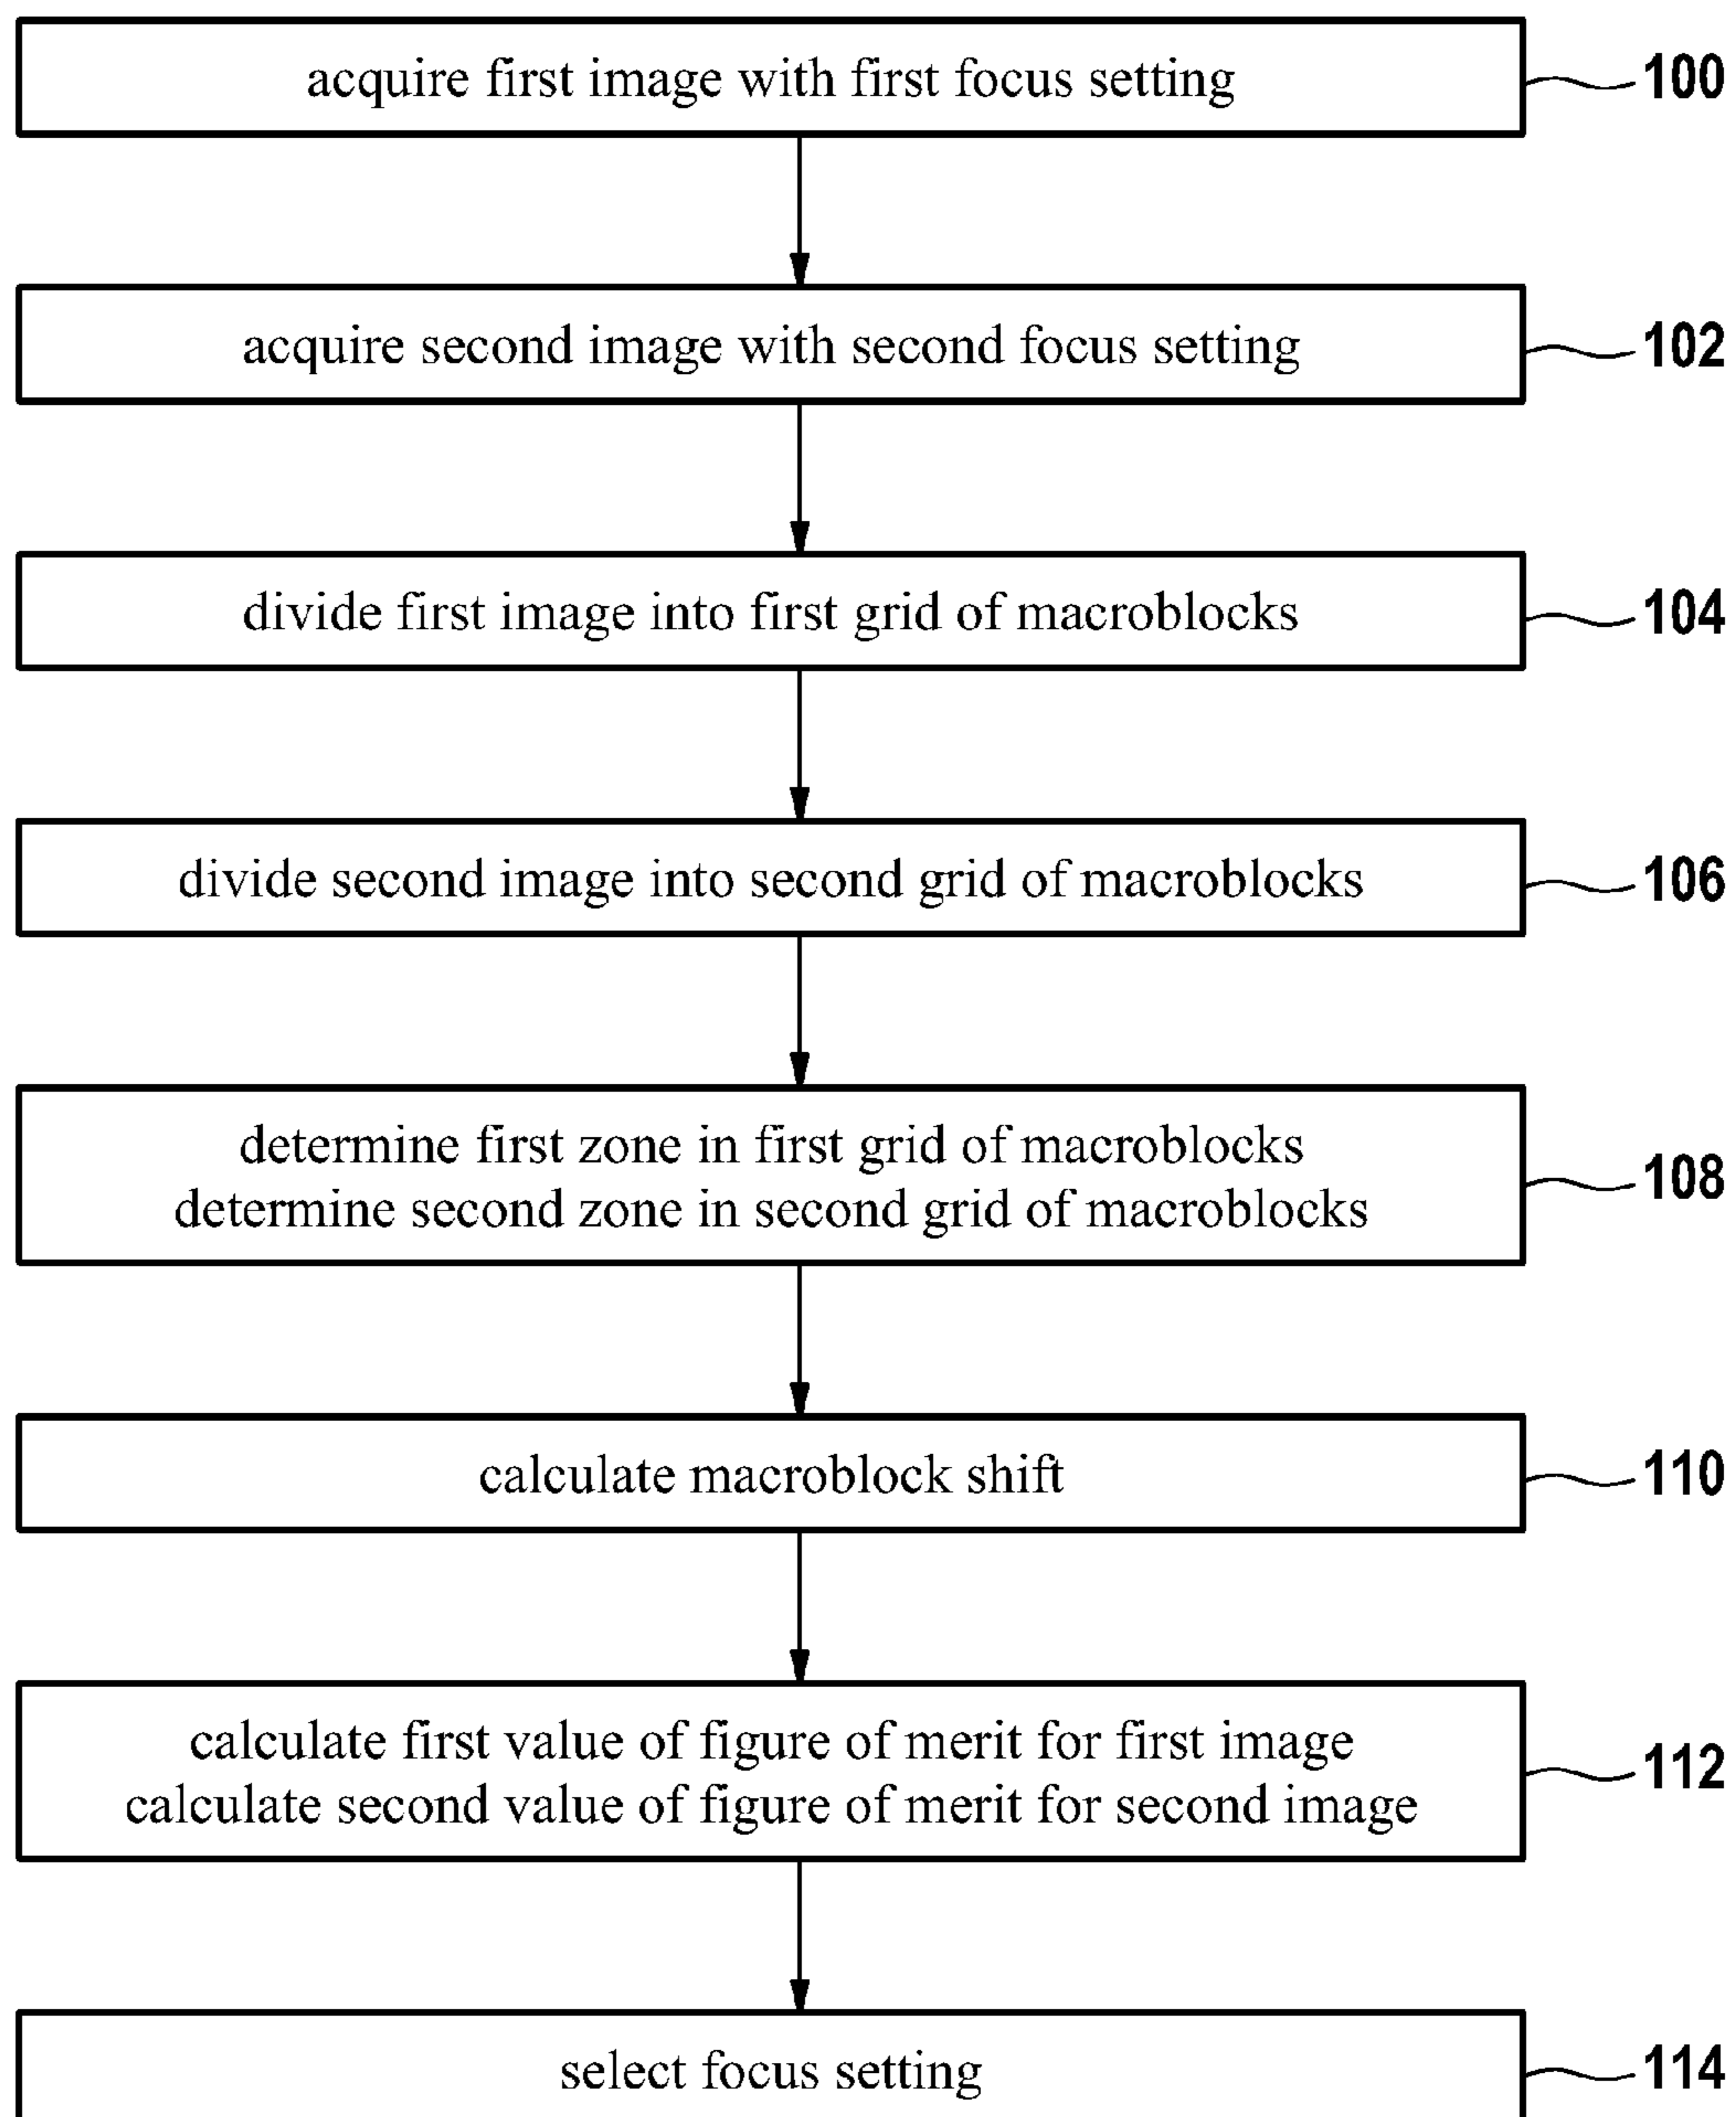 acquire first image with first focus setting
100
acquire second image with second focus setting
102
divide first image into first grid of macroblocks
104
divide second image into second grid of macroblocks
106
determine first zone in first grid of macroblocks
determine second zone in second grid of macroblocks
108
calculate macroblock shift
110
calculate first value of figure of merit for first image
calculate second value of figure of merit for second image
112
select focus setting
114